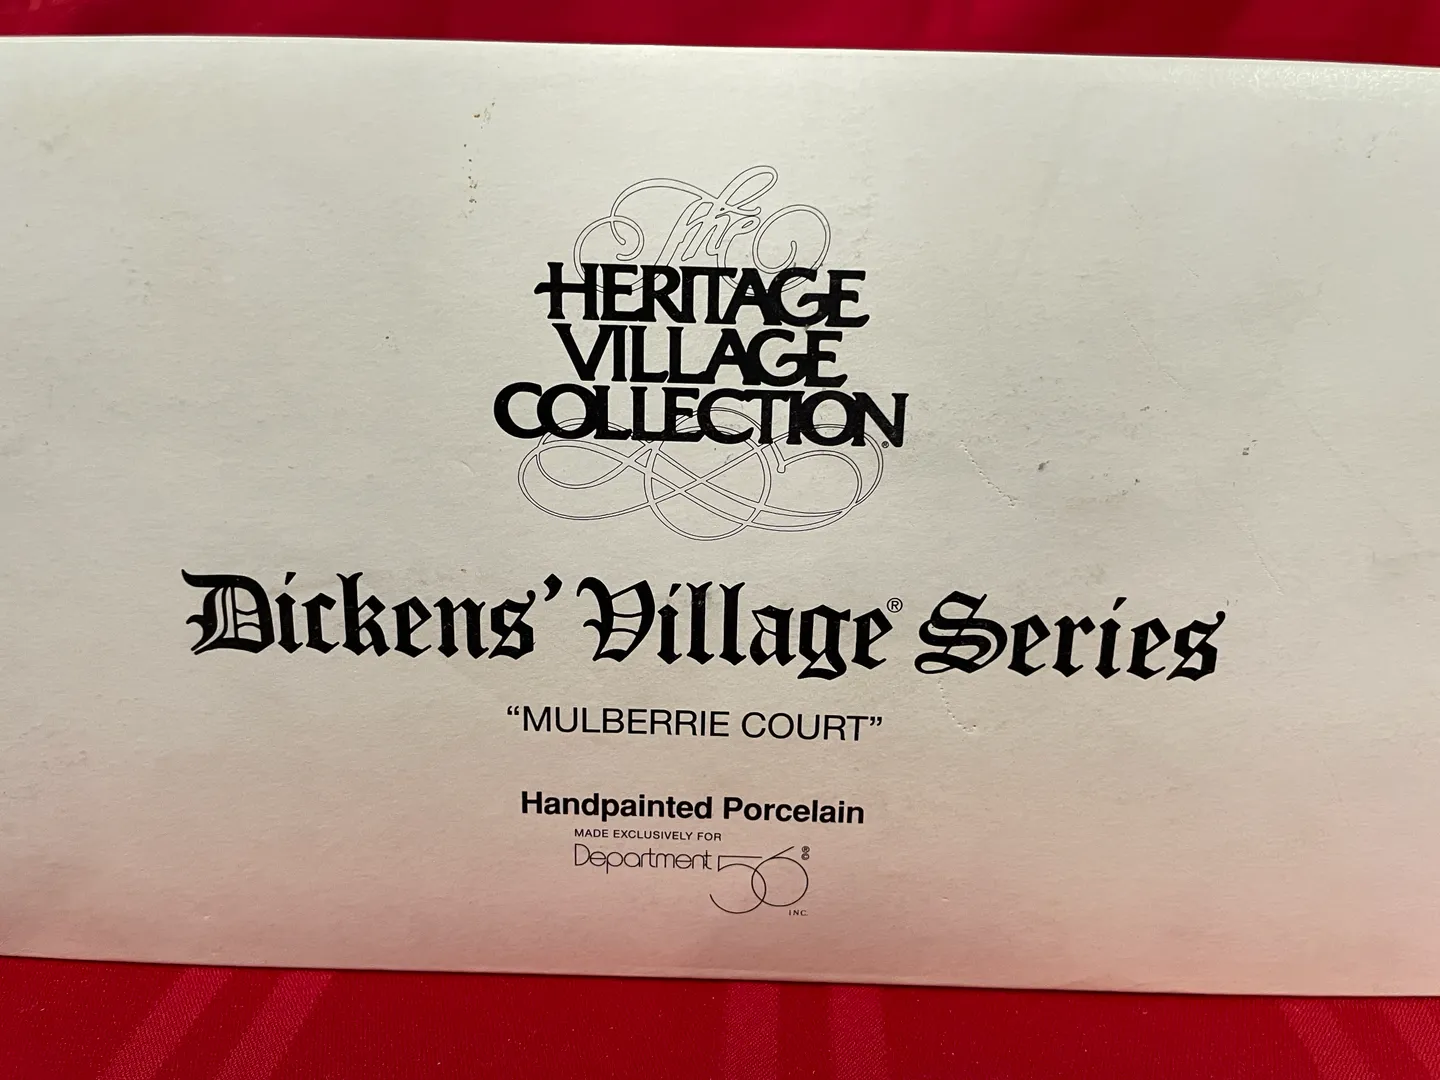 The
HERITAGE
VILLAGE
COLLECTION®
Dickens' Village® Series
“MULBERRIE COURT”
Handpainted Porcelain
MADE EXCLUSIVELY FOR
Department 56 ®©
INC.